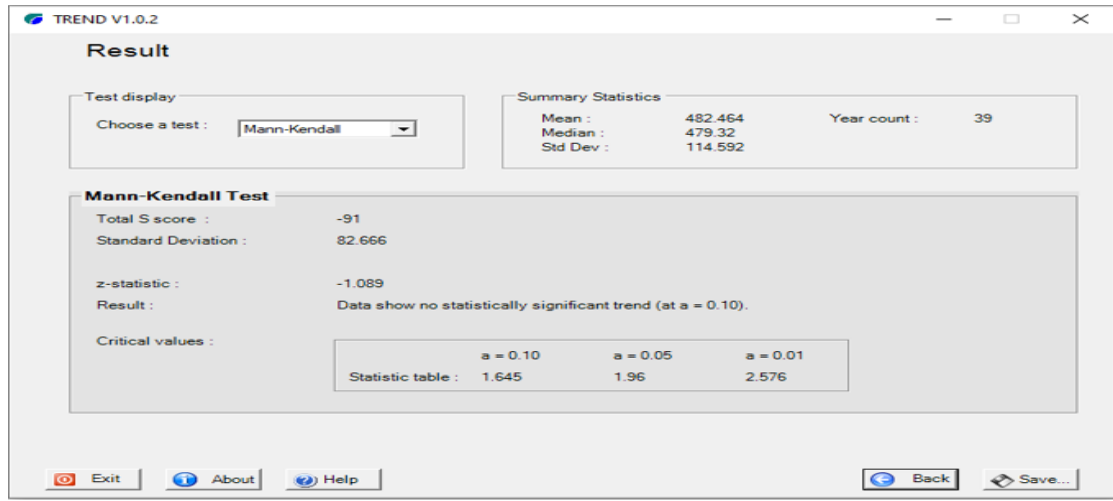 TREND V1.0.2
Result
Test display
Choose a test : Mann-Kendall
Summary Statistics
Mean : 482.464 Year count : 39
Median : 479.32
Std Dev : 114.592
Mann-Kendall Test
Total S score : -91
Standard Deviation : 82.666
z-statistic : -1.089
Result : Data show no statistically significant trend (at a = 0.10).
Critical values :
a = 0.10 a = 0.05 a = 0.01
Statistic table : 1.645 1.96 2.576
Exit About Help Back Save...